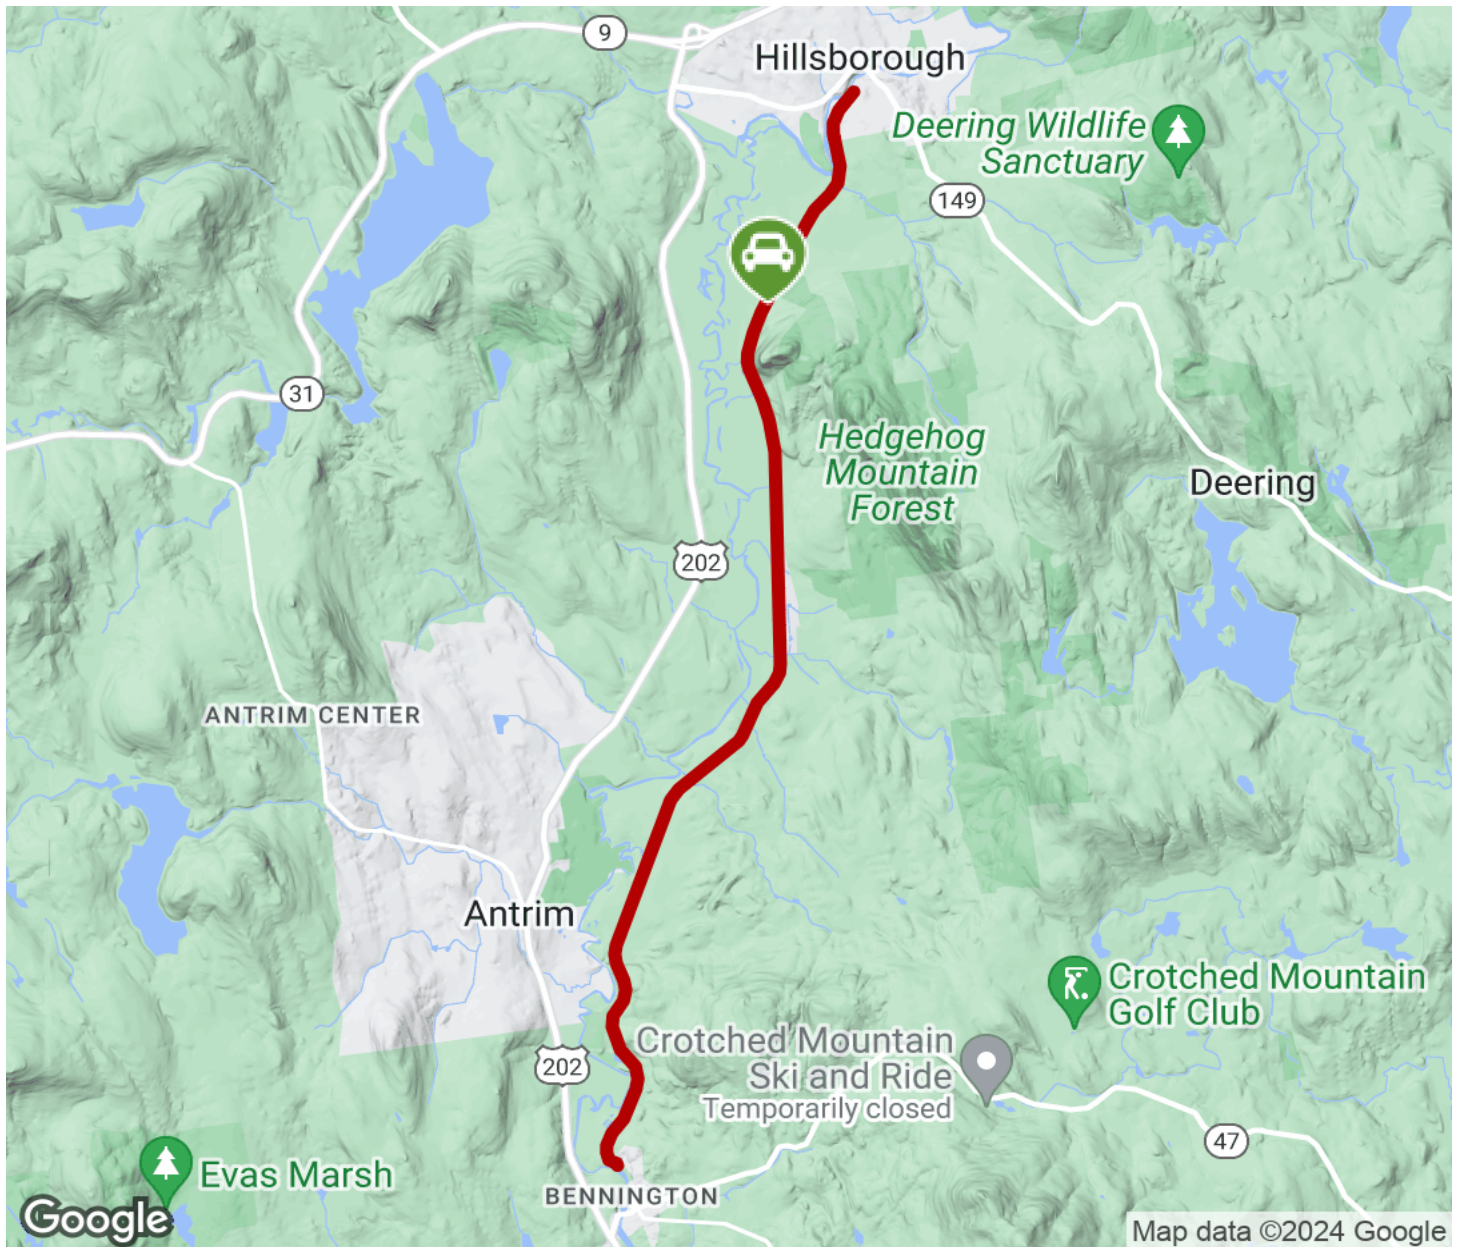 9
Hillsborough
Deering Wildlife
Sanctuary
149
31
Hedgehog
Mountain
Forest
Deering
202
ANTRIM CENTER
Antrim
Crotched Mountain
Golf Club
Crotched Mountain
Ski and Ride
Temporarily closed
202
47
Evas Marsh
BENNINGTON
Google
Map data ©2024 Google